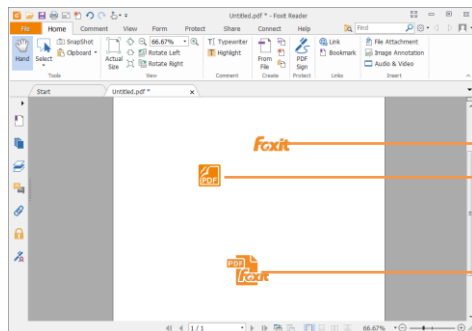 Untitled.pdf * - Foxit Reader
File Home Comment View Form Protect Share Connect Help Find
Hand Select SnapShot Clipboard Actual Size 66.67% Rotate Left Rotate Right Typewriter Highlight From File PDF Sign Link Bookmark File Attachment Image Annotation Audio & Video
Tools View Comment Create Protect Links Insert
Start Untitled.pdf * x
foxit
PDF
PDF
foxit
1 / 1 66.67%